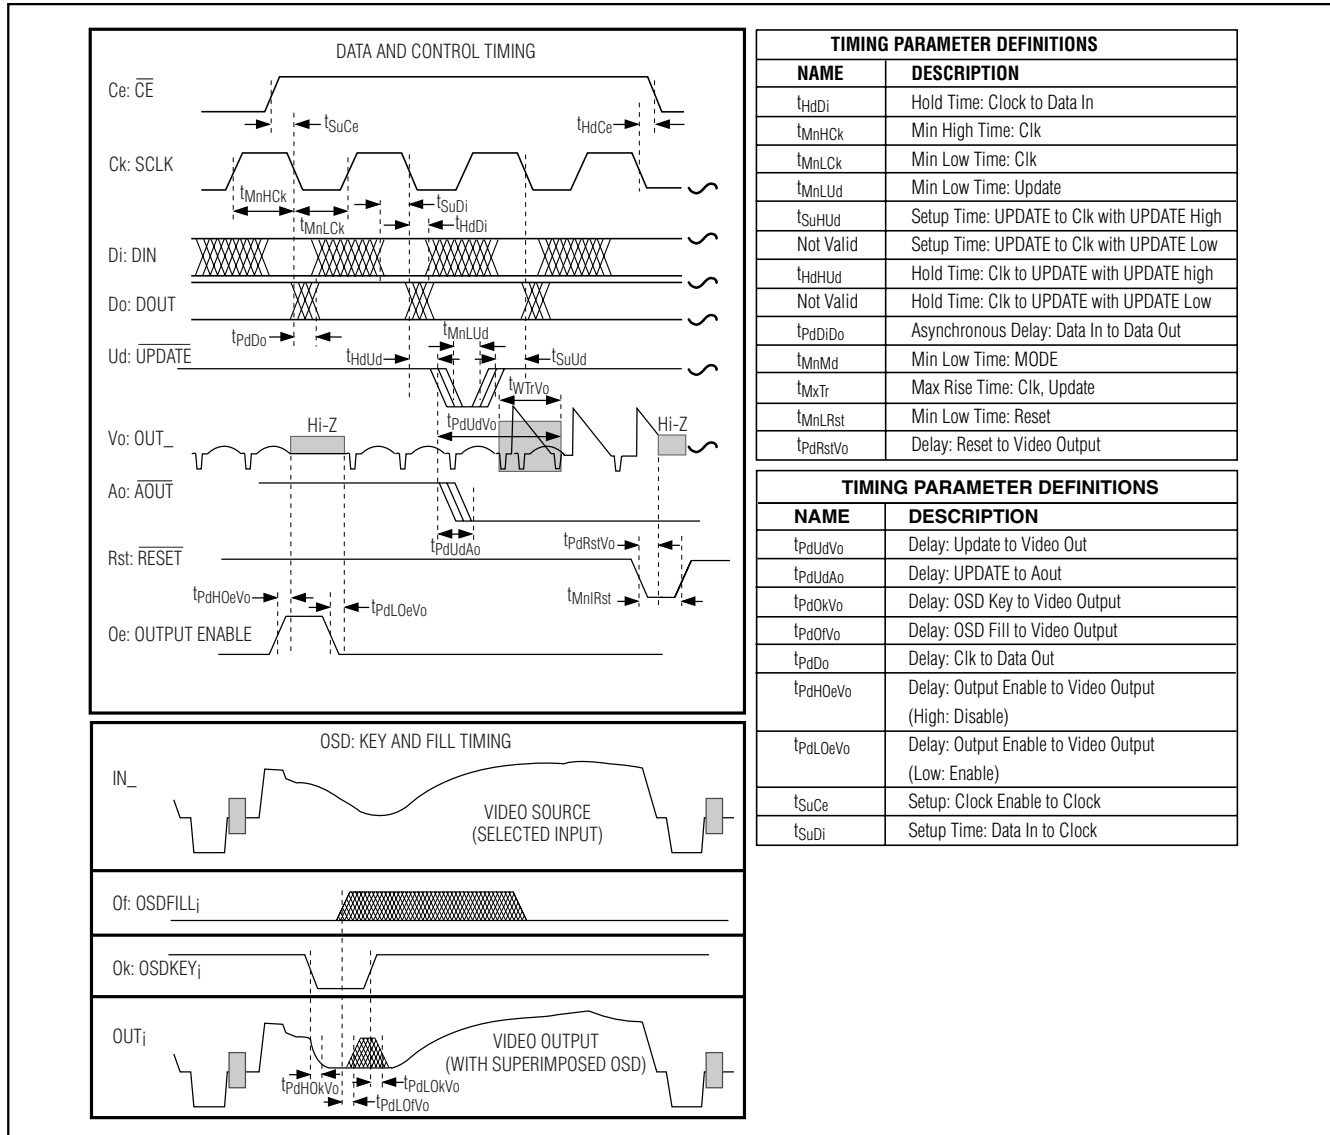 DATA AND CONTROL TIMING
Ce: CE
tSuCe
tHdCe
Ck: SCLK
tMnHCk
tMnLCk
tSuDi
tHdDi
Di: DIN
Do: DOUT
tPdDo
tMnLUd
Ud: UPDATE
tHdUd
tSuUd
tWTrVo
tPdUdVo
Hi-Z
Hi-Z
Vo: OUT_
Ao: AOUT
tPdUdAo
tPdRstVo
Rst: RESET
tMnlRst
tPdHOeVo
tPdLOeVo
Oe: OUTPUT ENABLE
OSD: KEY AND FILL TIMING
IN_
VIDEO SOURCE
(SELECTED INPUT)
Of: OSDFILLi
Ok: OSDKEYi
OUTi
VIDEO OUTPUT
(WITH SUPERIMPOSED OSD)
tPdHOkVo
tPdLOkVo
tPdLOfVo
TIMING PARAMETER DEFINITIONS
NAME DESCRIPTION
tHdDi Hold Time: Clock to Data In
tMnHCk Min High Time: Clk
tMnLCk Min Low Time: Clk
tMnLUd Min Low Time: Update
tSuHUd Setup Time: UPDATE to Clk with UPDATE High
Not Valid Setup Time: UPDATE to Clk with UPDATE Low
tHdHUd Hold Time: Clk to UPDATE with UPDATE high
Not Valid Hold Time: Clk to UPDATE with UPDATE Low
tPdDiDo Asynchronous Delay: Data In to Data Out
tMnMd Min Low Time: MODE
tMxTr Max Rise Time: Clk, Update
tMnLRst Min Low Time: Reset
tPdRstVo Delay: Reset to Video Output
TIMING PARAMETER DEFINITIONS
NAME DESCRIPTION
tPdUdVo Delay: Update to Video Out
tPdUdAo Delay: UPDATE to Aout
tPdOkVo Delay: OSD Key to Video Output
tPdOfVo Delay: OSD Fill to Video Output
tPdDo Delay: Clk to Data Out
tPdHOeVo Delay: Output Enable to Video Output
(High: Disable)
tPdLOeVo Delay: Output Enable to Video Output
(Low: Enable)
tSuCe Setup: Clock Enable to Clock
tSuDi Setup Time: Data In to Clock